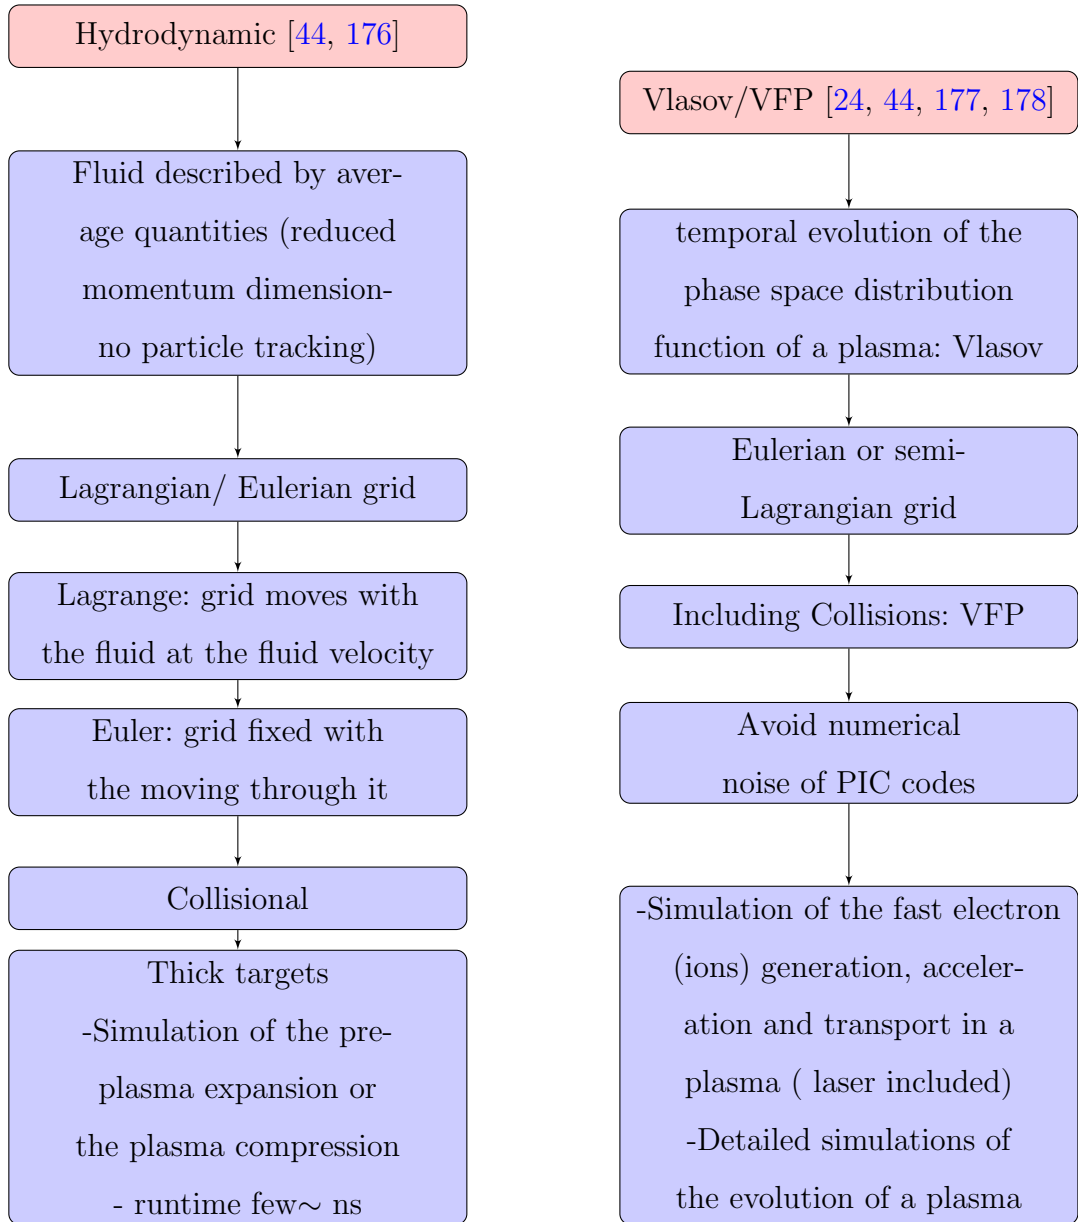 Hydrodynamic [44, 176]
Fluid described by aver-
age quantities (reduced
momentum dimension-
no particle tracking)
Lagrangian/ Eulerian grid
Lagrange: grid moves with
the fluid at the fluid velocity
Euler: grid fixed with
the moving through it
Collisional
Thick targets
-Simulation of the pre-
plasma expansion or
the plasma compression
- runtime few∼ ns
Vlasov/VFP [24, 44, 177, 178]
temporal evolution of the
phase space distribution
function of a plasma: Vlasov
Eulerian or semi-
Lagrangian grid
Including Collisions: VFP
Avoid numerical
noise of PIC codes
-Simulation of the fast electron
(ions) generation, acceler-
ation and transport in a
plasma ( laser included)
-Detailed simulations of
the evolution of a plasma